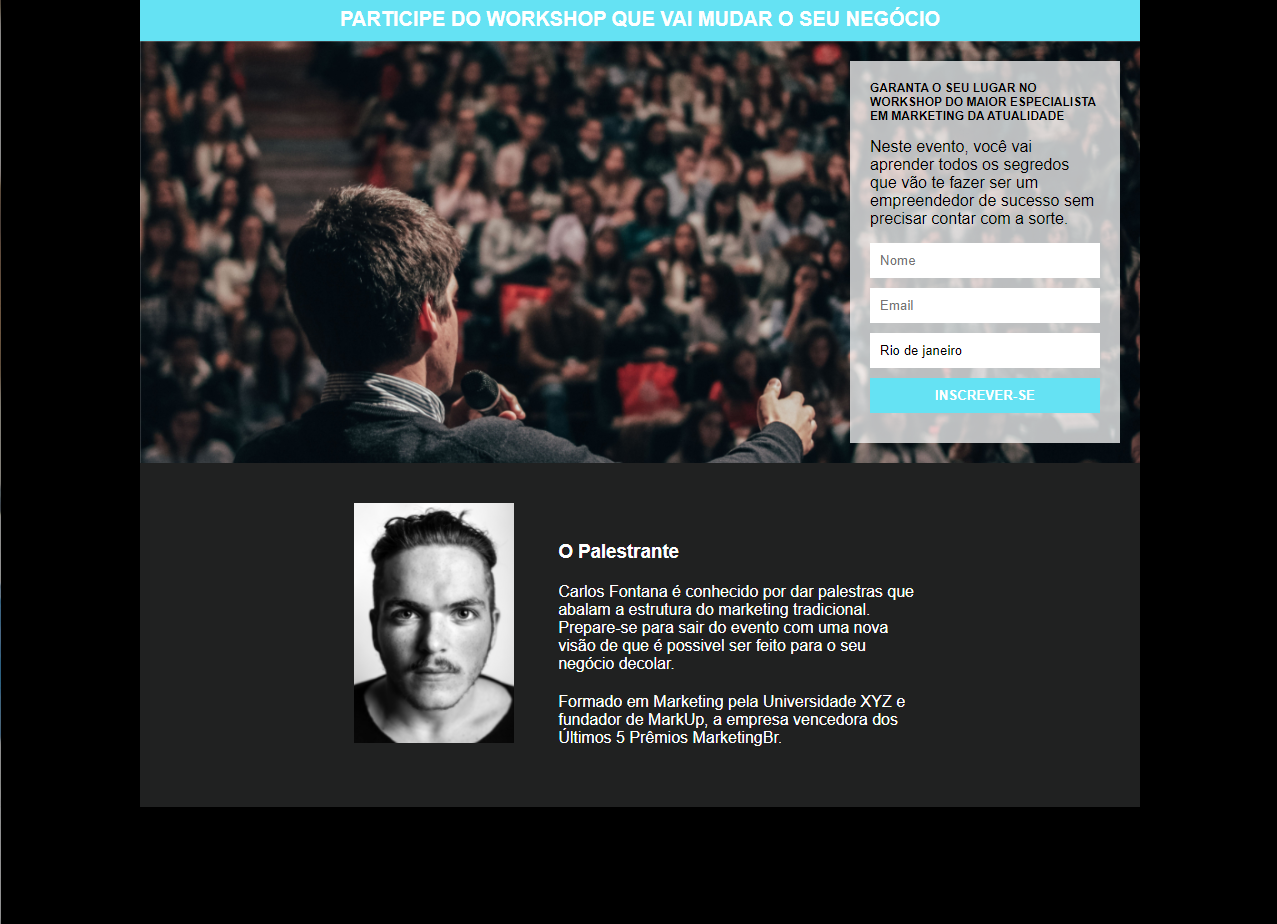 PARTICIPE DO WORKSHOP QUE VAI MUDAR O SEU NEGÓCIO
GARANTA O SEU LUGAR NO
WORKSHOP DO MAIOR ESPECIALISTA
EM MARKETING DA ATUALIDADE
Neste evento, você vai
aprender todos os segredos
que vão te fazer ser um
empreendedor de sucesso sem
precisar contar com a sorte.
Nome
Email
Rio de janeiro
INSCREVER-SE
O Palestrante
Carlos Fontana é conhecido por dar palestras que
abalam a estrutura do marketing tradicional.
Prepare-se para sair do evento com uma nova
visão de que é possivel ser feito para o seu
negócio decolar.
Formado em Marketing pela Universidade XYZ e
fundador de MarkUp, a empresa vencedora dos
Últimos 5 Prêmios MarketingBr.